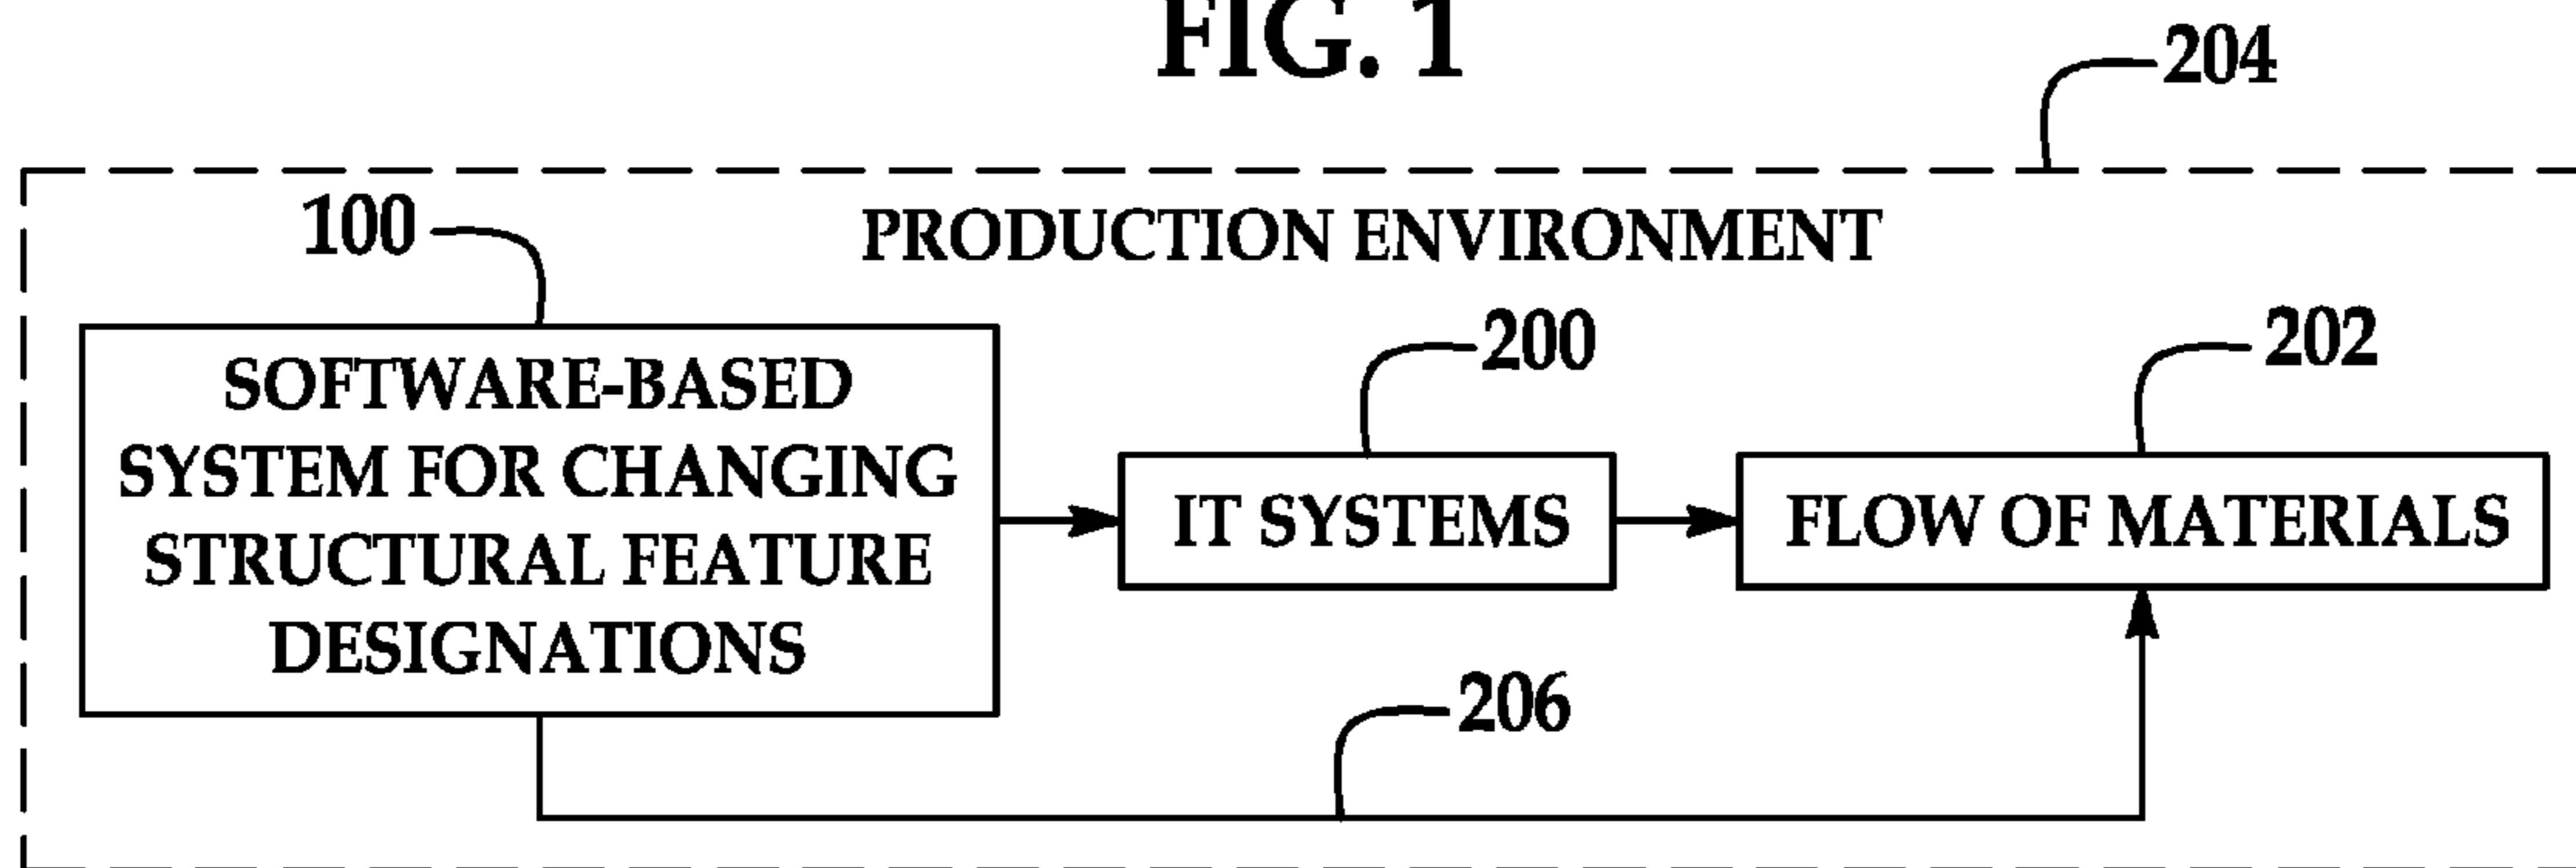 FIG. 1
204
100
PRODUCTION ENVIRONMENT
200
202
SOFTWARE-BASED
SYSTEM FOR CHANGING
STRUCTURAL FEATURE
DESIGNATIONS
IT SYSTEMS
FLOW OF MATERIALS
206